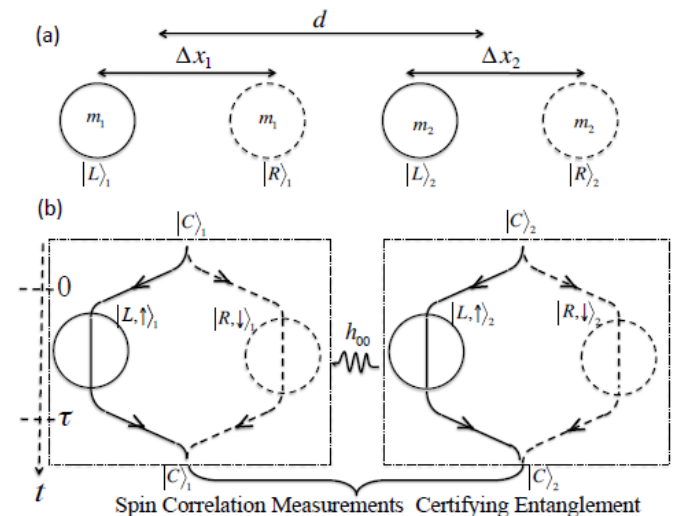 (a)
d
Δx₁ Δx₂
m₁ m₁ m₂ m₂
|L⟩₁ |R⟩₁ |L⟩₂ |R⟩₂
(b)
|C⟩₁ |C⟩₂
0
|L,↑⟩₁ |R,↓⟩₁ h₀₀ |L,↑⟩₂ |R,↓⟩₂
τ
t
|C⟩₁ |C⟩₂
Spin Correlation Measurements Certifying Entanglement